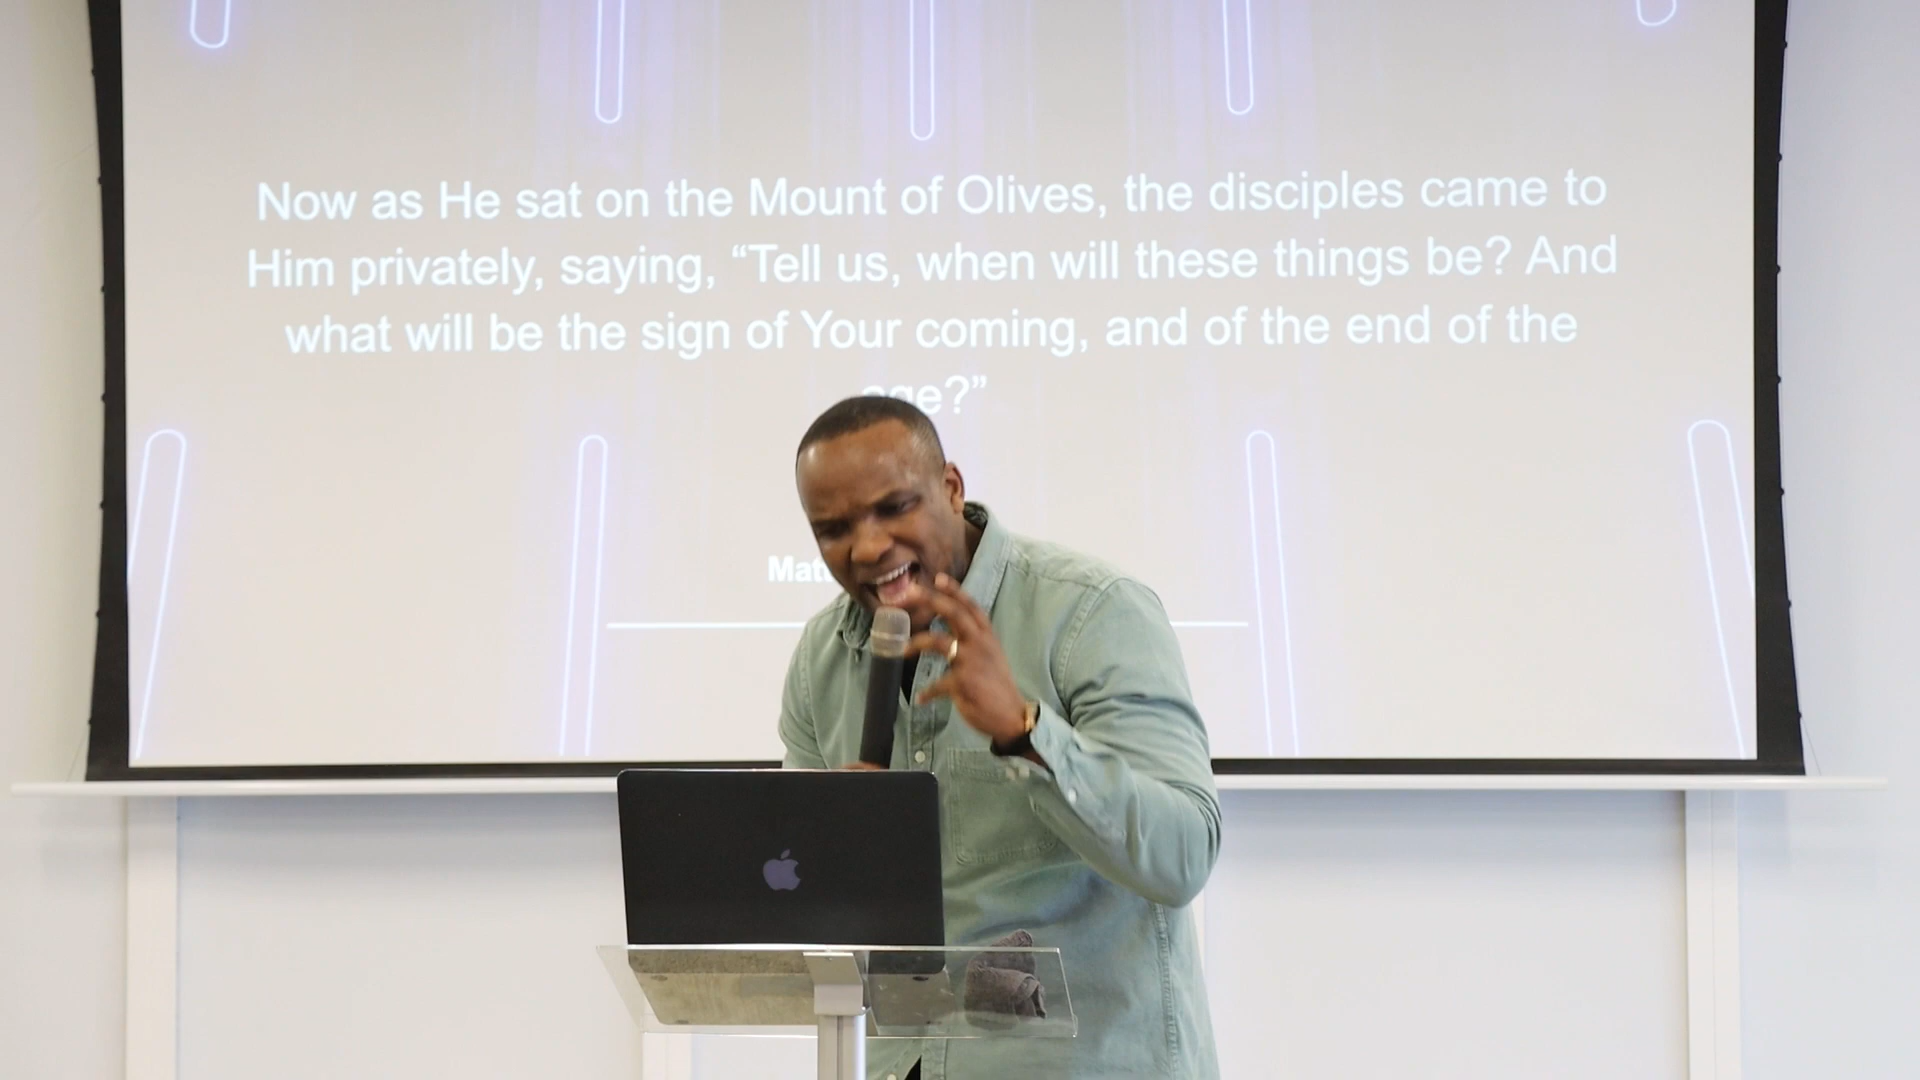 Now as He sat on the Mount of Olives, the disciples came to
Him privately, saying, “Tell us, when will these things be? And
what will be the sign of Your coming, and of the end of the
age?”